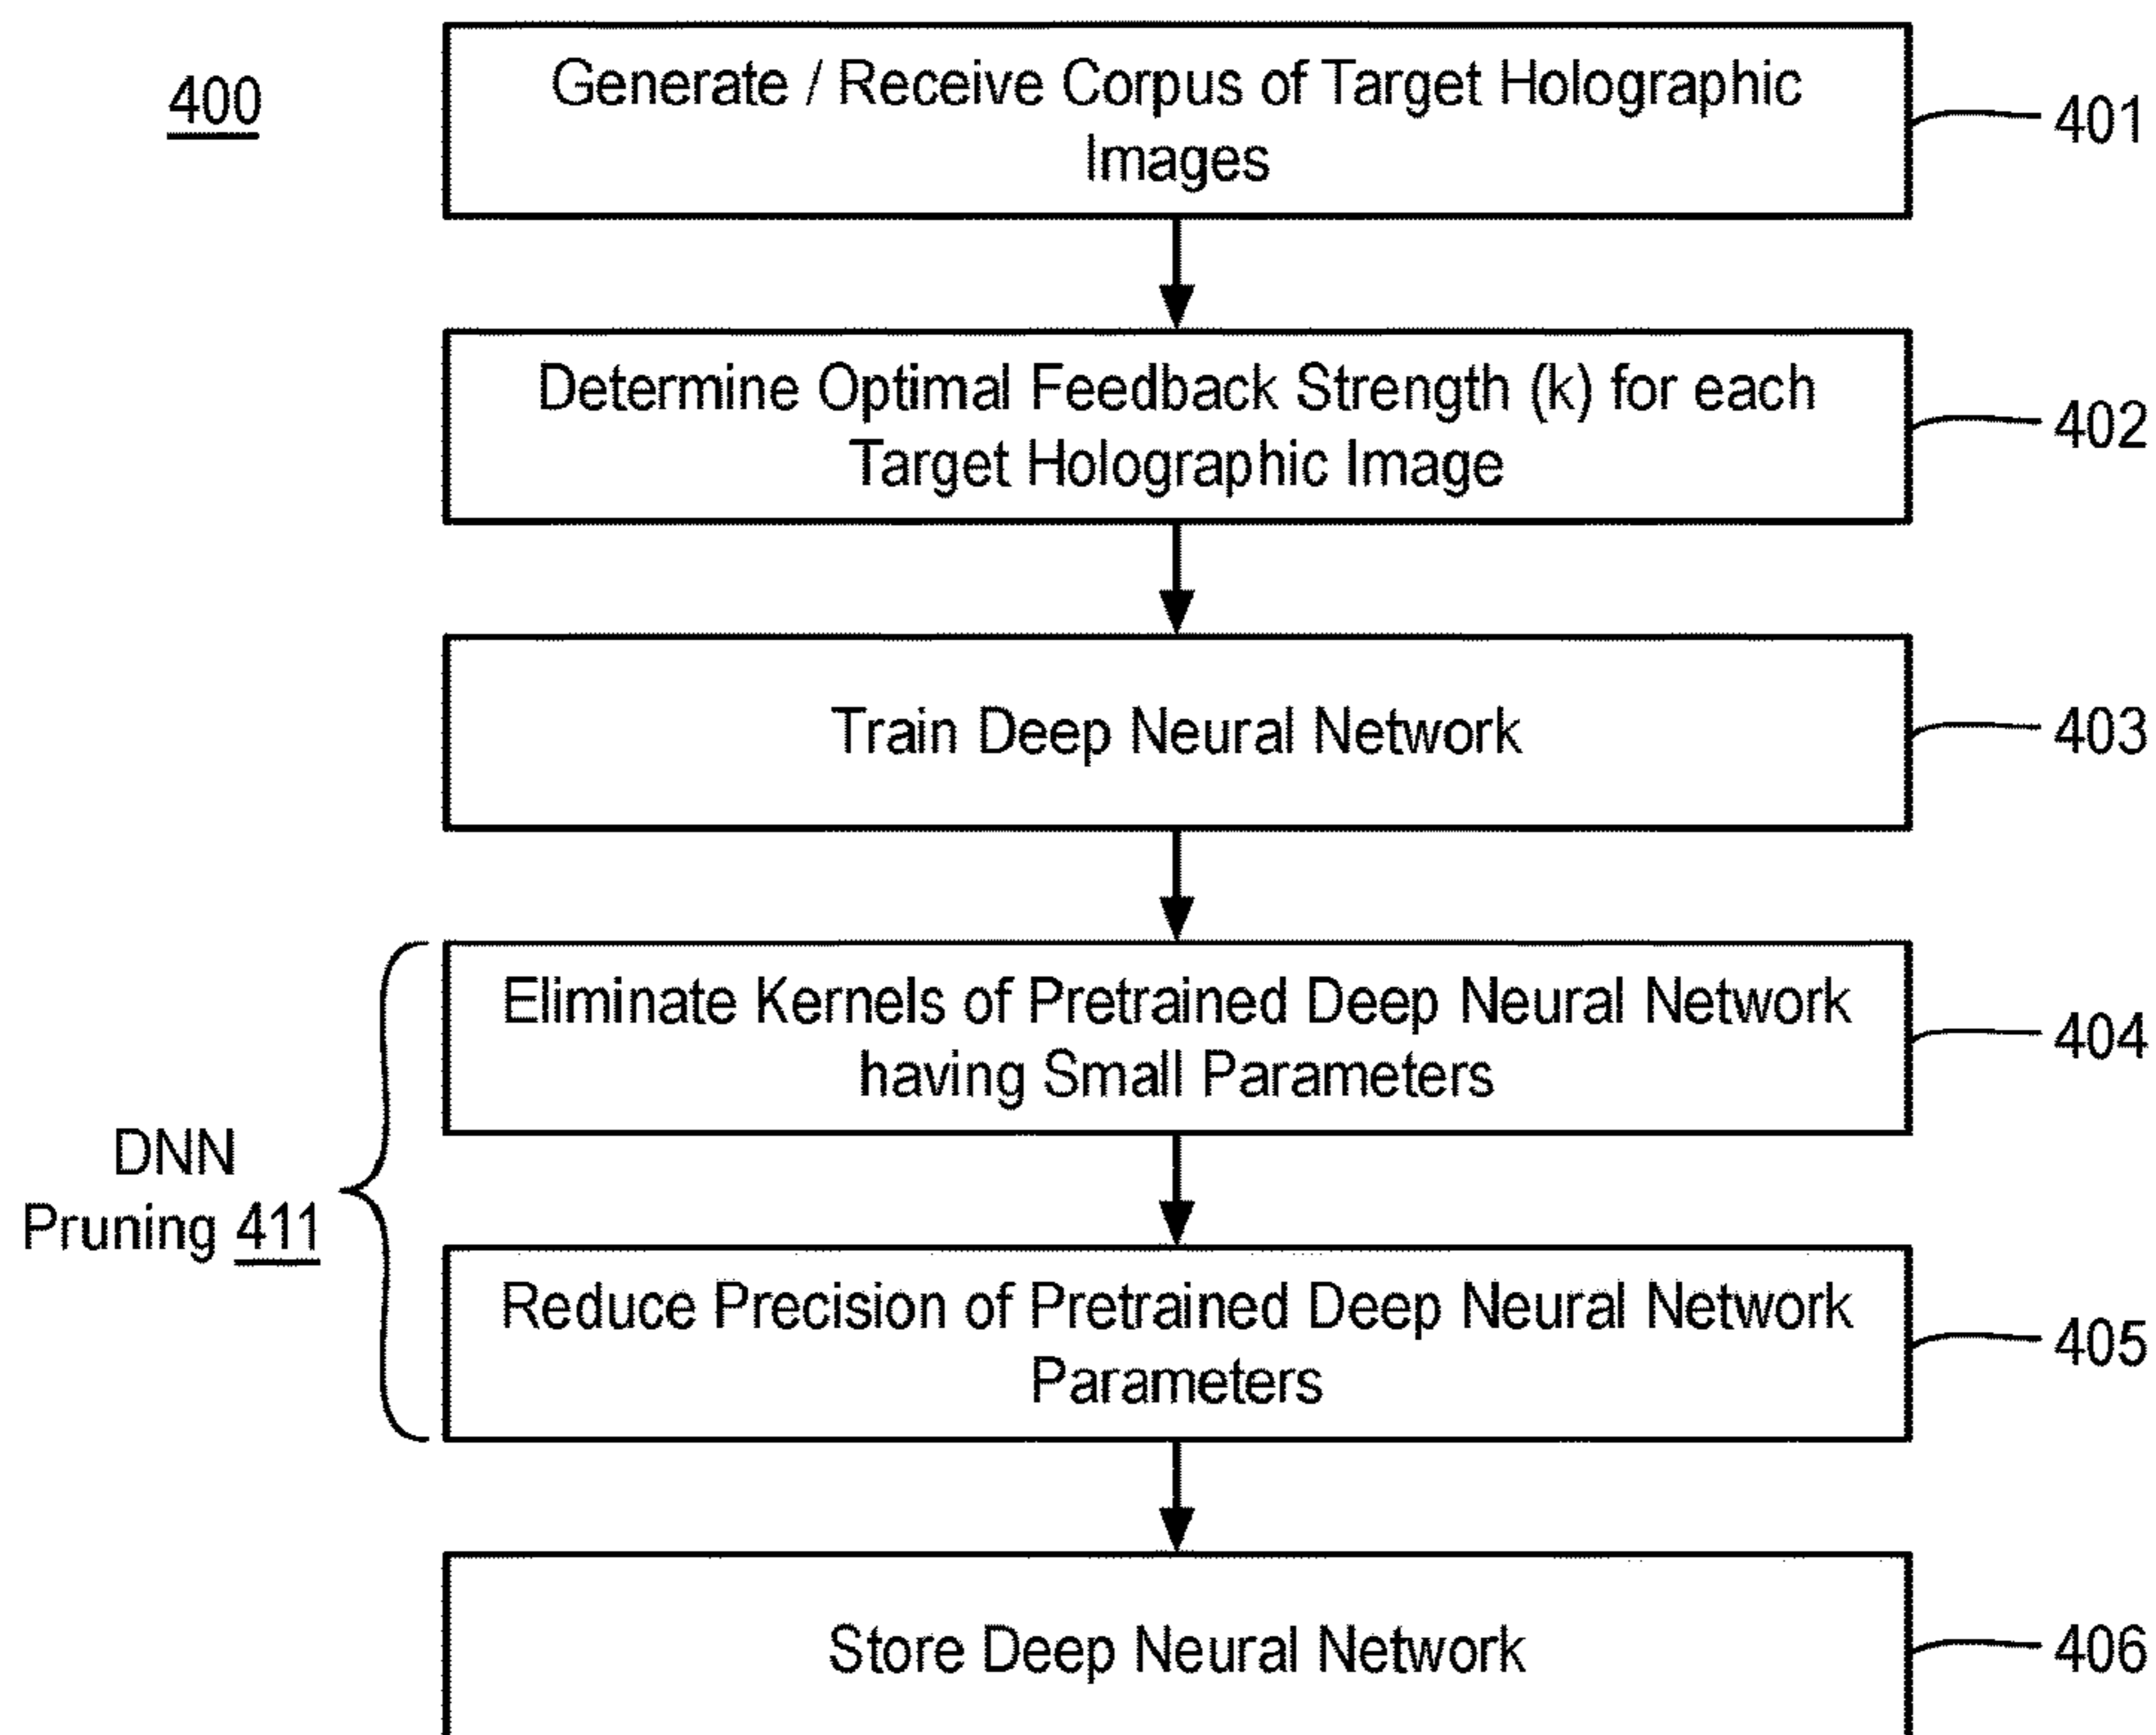 400
Generate / Receive Corpus of Target Holographic
Images
401
Determine Optimal Feedback Strength (k) for each
Target Holographic Image
402
Train Deep Neural Network
403
Eliminate Kernels of Pretrained Deep Neural Network
having Small Parameters
404
DNN
Pruning 411
Reduce Precision of Pretrained Deep Neural Network
Parameters
405
Store Deep Neural Network
406